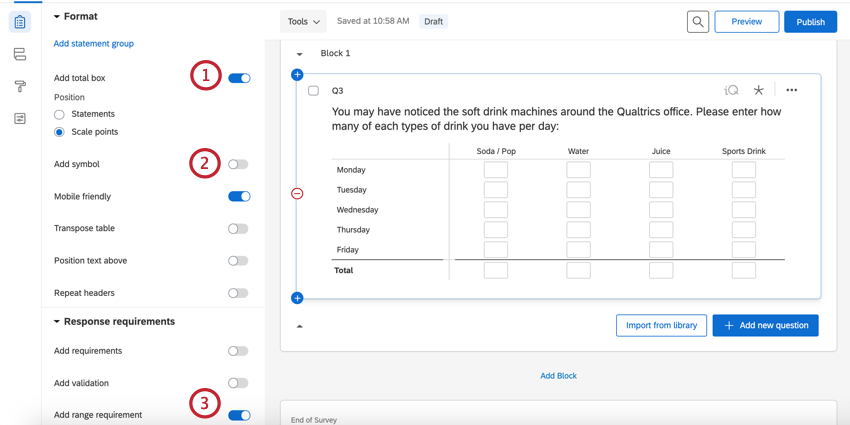 Format
Add statement group
Add total box
1
Position
Statements
Scale points
Add symbol
2
Mobile friendly
Transpose table
Position text above
Repeat headers
Response requirements
Add requirements
Add validation
Add range requirement
3
Tools
Saved at 10:58 AM
Draft
Preview
Publish
Block 1
Q3
iQ
You may have noticed the soft drink machines around the Qualtrics office. Please enter how
many of each types of drink you have per day:
Soda / Pop Water Juice Sports Drink
Monday
Tuesday
Wednesday
Thursday
Friday
Total
Import from library
+ Add new question
Add Block
End of Survey